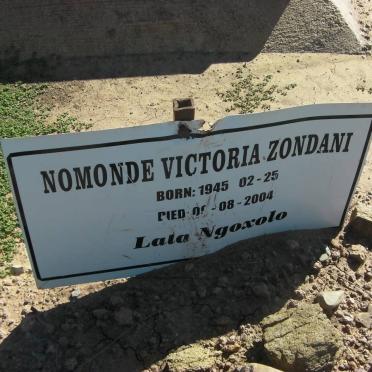 NOMONDE VICTORIA ZONDANI
BORN: 1945 02-25
-08-2004
Lala Ngoxolo